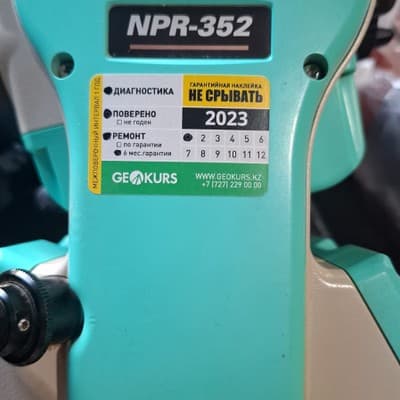 NPR-352
МЕЖПОВЕРОЧНЫЙ ИНТЕРВАЛ 1 ГОД
ДИАГНОСТИКА
ГАРАНТИЙНАЯ НАКЛЕЙКА
НЕ СРЫВАТЬ
ПОВЕРЕНО
не годен
2023
РЕМОНТ
по гарантии
6 мес.гарантия
2 3 4 5 6
7 8 9 10 11 12
GEOKURS
WWW.GEOKURS.KZ
+7 (727) 229 00 00